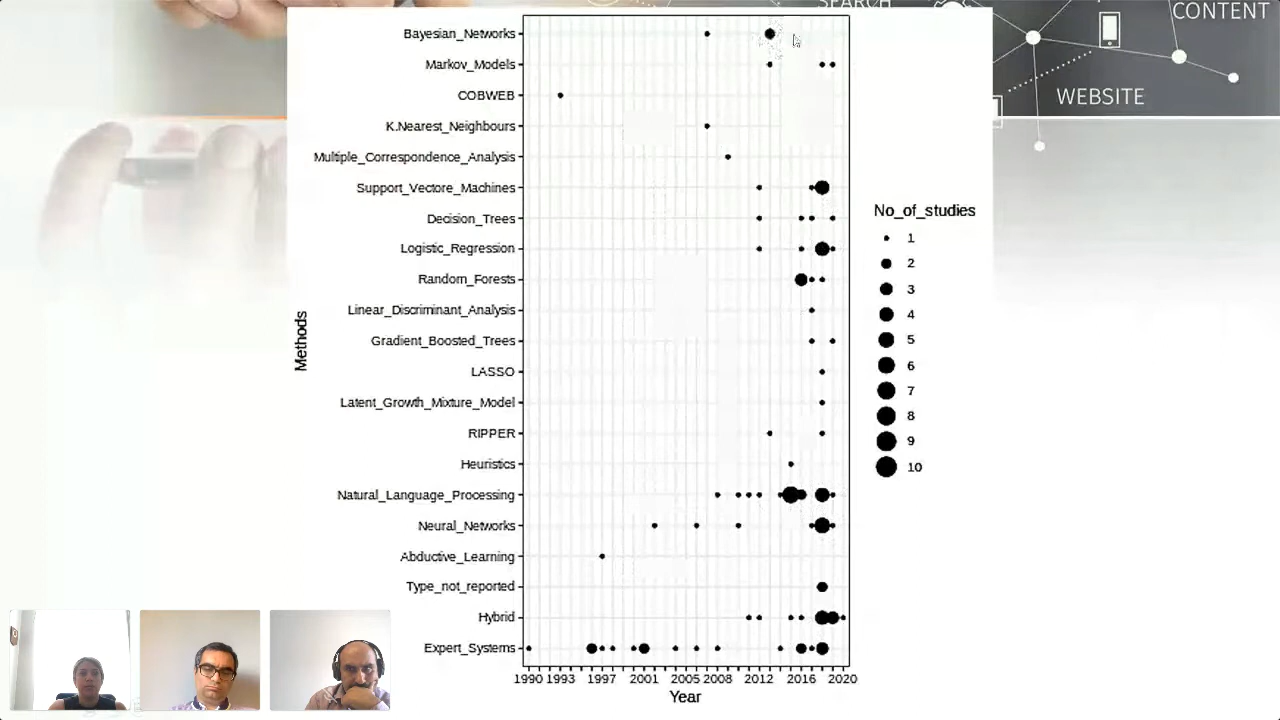 SEARCH
CONTENT
WEBSITE
Bayesian_Networks
Markov_Models
COBWEB
K.Nearest_Neighbours
Multiple_Correspondence_Analysis
Support_Vectore_Machines
Decision_Trees
Logistic_Regression
Random_Forests
Linear_Discriminant_Analysis
Gradient_Boosted_Trees
LASSO
Latent_Growth_Mixture_Model
RIPPER
Heuristics
Natural_Language_Processing
Neural_Networks
Abductive_Learning
Type_not_reported
Hybrid
Expert_Systems
Methods
1990 1993 1997 2001 2005 2008 2012 2016 2020
Year
No_of_studies
1
2
3
4
5
6
7
8
9
10